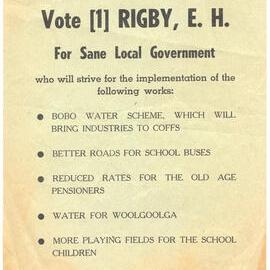 Vote [1] RIGBY, E. H.
For Sane Local Government
who will strive for the implementation of the
following works:
● BOBO WATER SCHEME, WHICH WILL
BRING INDUSTRIES TO COFFS
● BETTER ROADS FOR SCHOOL BUSES
● REDUCED RATES FOR THE OLD AGE
PENSIONERS
● WATER FOR WOOLGOOLGA
● MORE PLAYING FIELDS FOR THE SCHOOL
CHILDREN